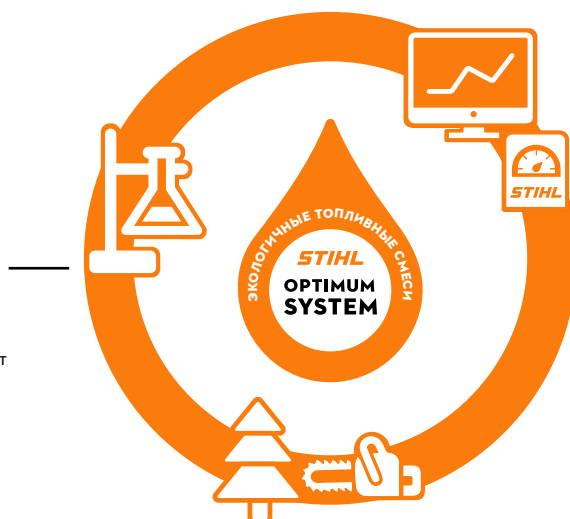 STIHL
ЭКОЛОГИЧНЫЕ ТОПЛИВНЫЕ СМЕСИ
STIHL
OPTIMUM
SYSTEM
т